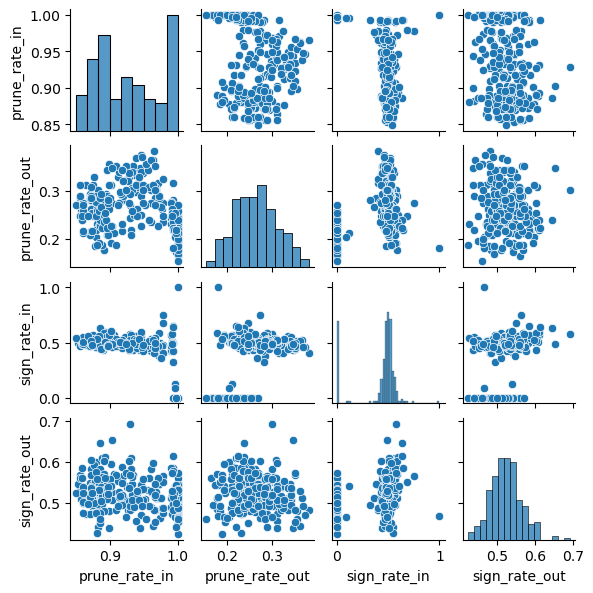 prune_rate_in
1.00
0.95
0.90
0.85
prune_rate_out
0.3
0.2
sign_rate_in
1.0
0.5
0.0
sign_rate_out
0.7
0.6
0.5
0.9 1.0 0.2 0.3 0 1 0.5 0.6 0.7
prune_rate_in prune_rate_out sign_rate_in sign_rate_out